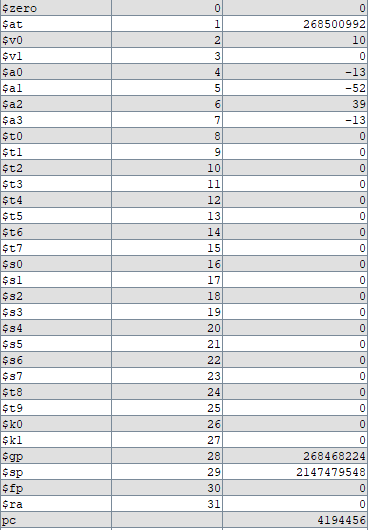 $zero 0 0
$at 1 268500992
$v0 2 10
$v1 3 0
$a0 4 -13
$a1 5 -52
$a2 6 39
$a3 7 -13
$t0 8 0
$t1 9 0
$t2 10 0
$t3 11 0
$t4 12 0
$t5 13 0
$t6 14 0
$t7 15 0
$s0 16 0
$s1 17 0
$s2 18 0
$s3 19 0
$s4 20 0
$s5 21 0
$s6 22 0
$s7 23 0
$t8 24 0
$t9 25 0
$k0 26 0
$k1 27 0
$gp 28 268468224
$sp 29 2147479548
$fp 30 0
$ra 31 0
pc 4194456